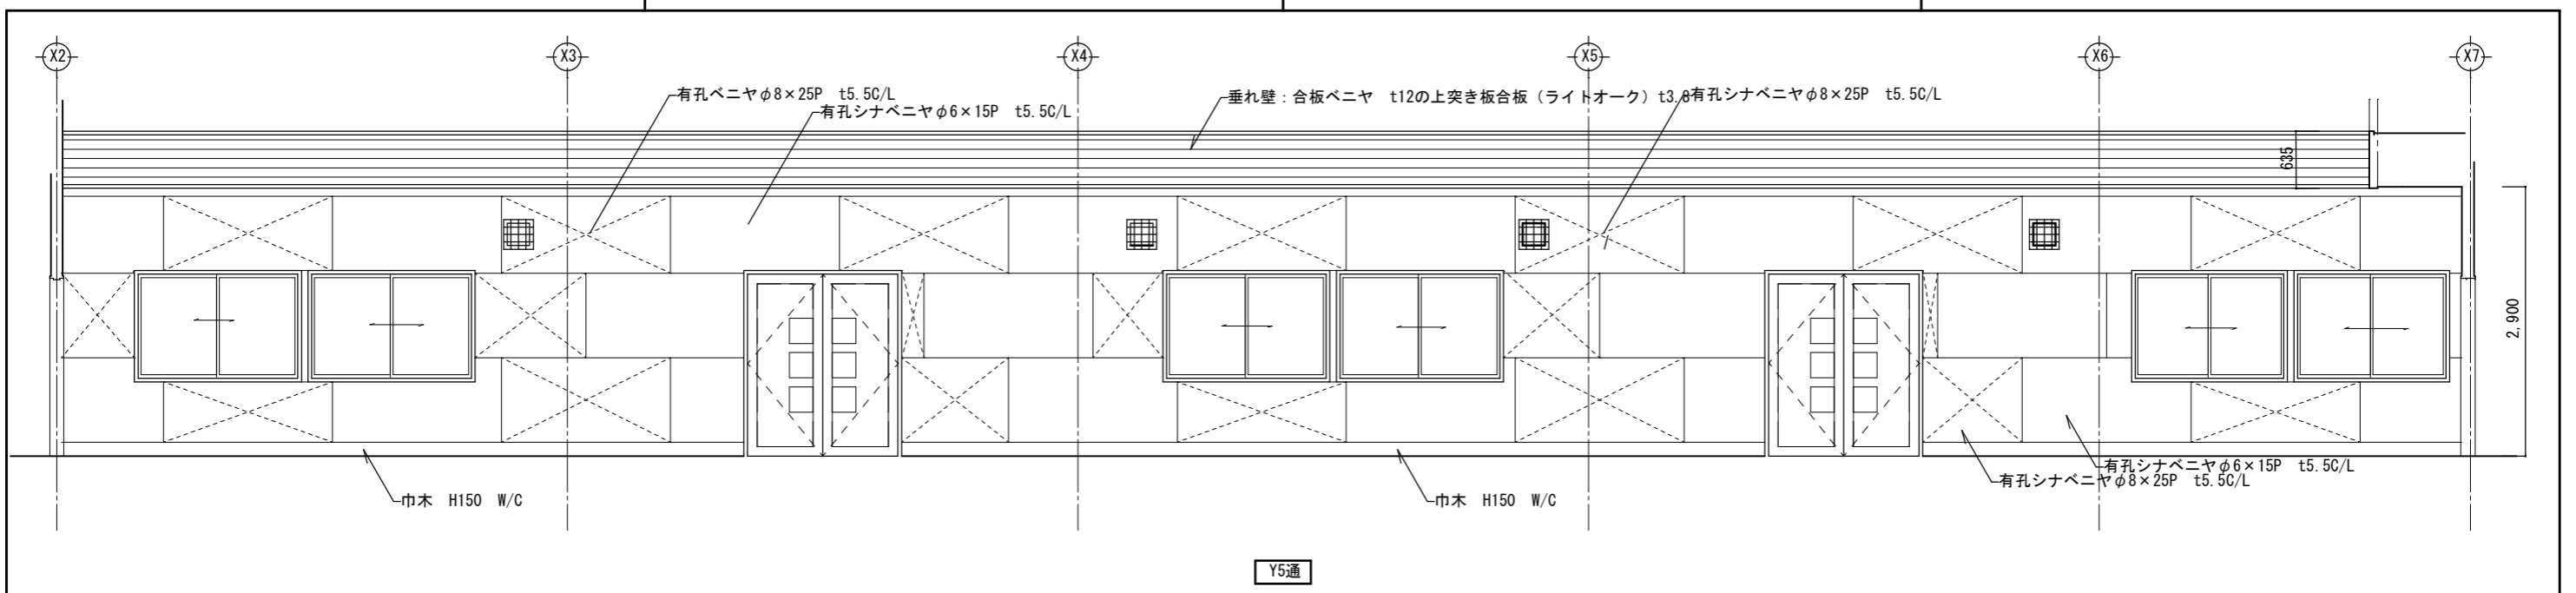 X2
X3
X4
X5
X6
X7
有孔ベニヤφ8×25P t5.5C/L
垂れ壁：合板ベニヤ t12の上突き板合板（ライトオーク）t3.8
有孔シナベニヤφ8×25P t5.5C/L
有孔シナベニヤφ6×15P t5.5C/L
635
2,900
有孔シナベニヤφ6×15P t5.5C/L
有孔シナベニヤφ8×25P t5.5C/L
巾木 H150 W/C
巾木 H150 W/C
Y5通